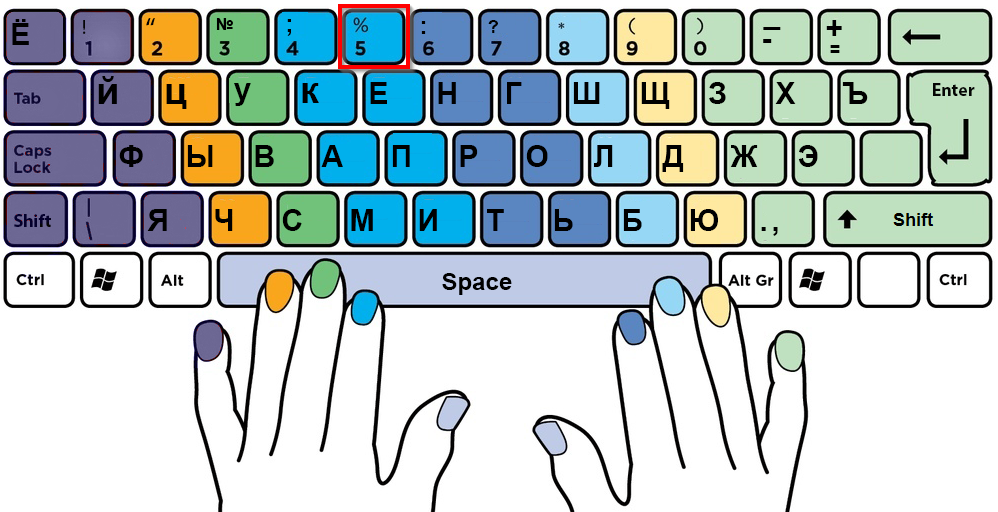 Ё ! 1 “ 2 № 3 ; 4 % 5 : 6 ? 7 * 8 ( 9 ) 0 — - + =
Tab Й Ц У К Е Н Г Ш Щ З Х Ъ Enter
Caps Lock Ф Ы В А П Р О Л Д Ж Э
Shift | \ Я Ч С М И Т Ь Б Ю . , Shift
Ctrl Alt Space Alt Gr Ctrl